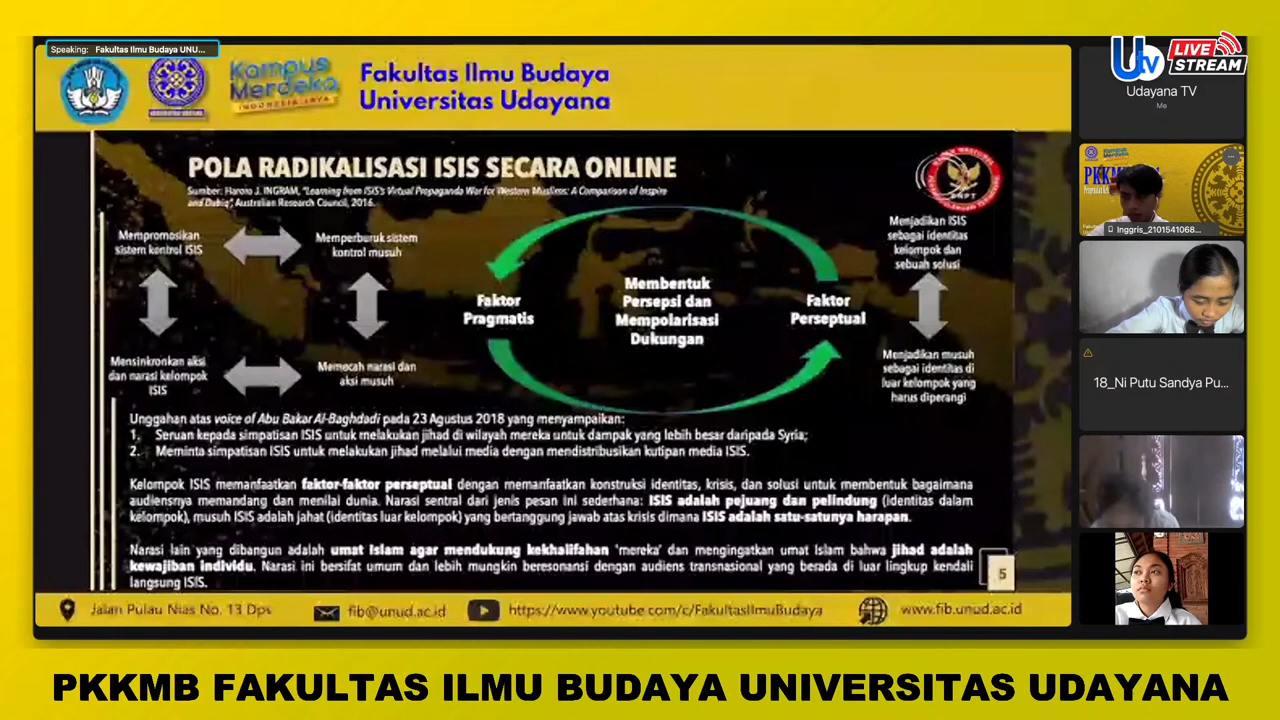 Speaking: Fakultas Ilmu Budaya UNU...
Kampus
Merdeka
INDONESIA JAYA
Fakultas Ilmu Budaya
Universitas Udayana
U tv
LIVE
STREAM
Udayana TV
Me
POLA RADIKALISASI ISIS SECARA ONLINE
Sumber: Haroro J. INGRAM, "Learning from ISIS's Virtual Propaganda War for Western Muslims: A Comparison of Inspire
and Dabiq", Australian Research Council, 2016.
BNPT
Mempromosikan
sistem kontrol ISIS
Memperburuk sistem
kontrol musuh
Mensinkronkan aksi
dan narasi kelompok
ISIS
Memecah narasi dan
aksi musuh
Faktor
Pragmatis
Membentuk
Persepsi dan
Mempolarisasi
Dukungan
Faktor
Perseptual
Menjadikan ISIS
sebagai identitas
kelompok dan
sebuah solusi
Menjadikan musuh
sebagai identitas di
luar kelompok yang
harus diperangi
Unggahan atas voice of Abu Bakar Al-Baghdadi pada 23 Agustus 2018 yang menyampaikan:
1. Seruan kepada simpatisan ISIS untuk melakukan jihad di wilayah mereka untuk dampak yang lebih besar daripada Syria;
2. Meminta simpatisan ISIS untuk melakukan jihad melalui media dengan mendistribusikan kutipan media ISIS.
Kelompok ISIS memanfaatkan faktor-faktor perseptual dengan memanfaatkan konstruksi identitas, krisis, dan solusi untuk membentuk bagaimana
audiensnya memandang dan menilai dunia. Narasi sentral dari jenis pesan ini sederhana: ISIS adalah pejuang dan pelindung (identitas dalam
kelompok), musuh ISIS adalah jahat (identitas luar kelompok) yang bertanggung jawab atas krisis dimana ISIS adalah satu-satunya harapan.
Narasi lain yang dibangun adalah umat Islam agar mendukung kekhalifahan 'mereka' dan mengingatkan umat Islam bahwa jihad adalah
kewajiban individu. Narasi ini bersifat umum dan lebih mungkin beresonansi dengan audiens transnasional yang berada di luar lingkup kendali
langsung ISIS.
5
Jalan Pulau Nias No. 13 Dps
fib@unud.ac.id
https://www.youtube.com/c/FakultasIlmuBudaya
www.fib.unud.ac.id
Inggris_2101541068...
18_Ni Putu Sandya Pu...
PKKMB FAKULTAS ILMU BUDAYA UNIVERSITAS UDAYANA